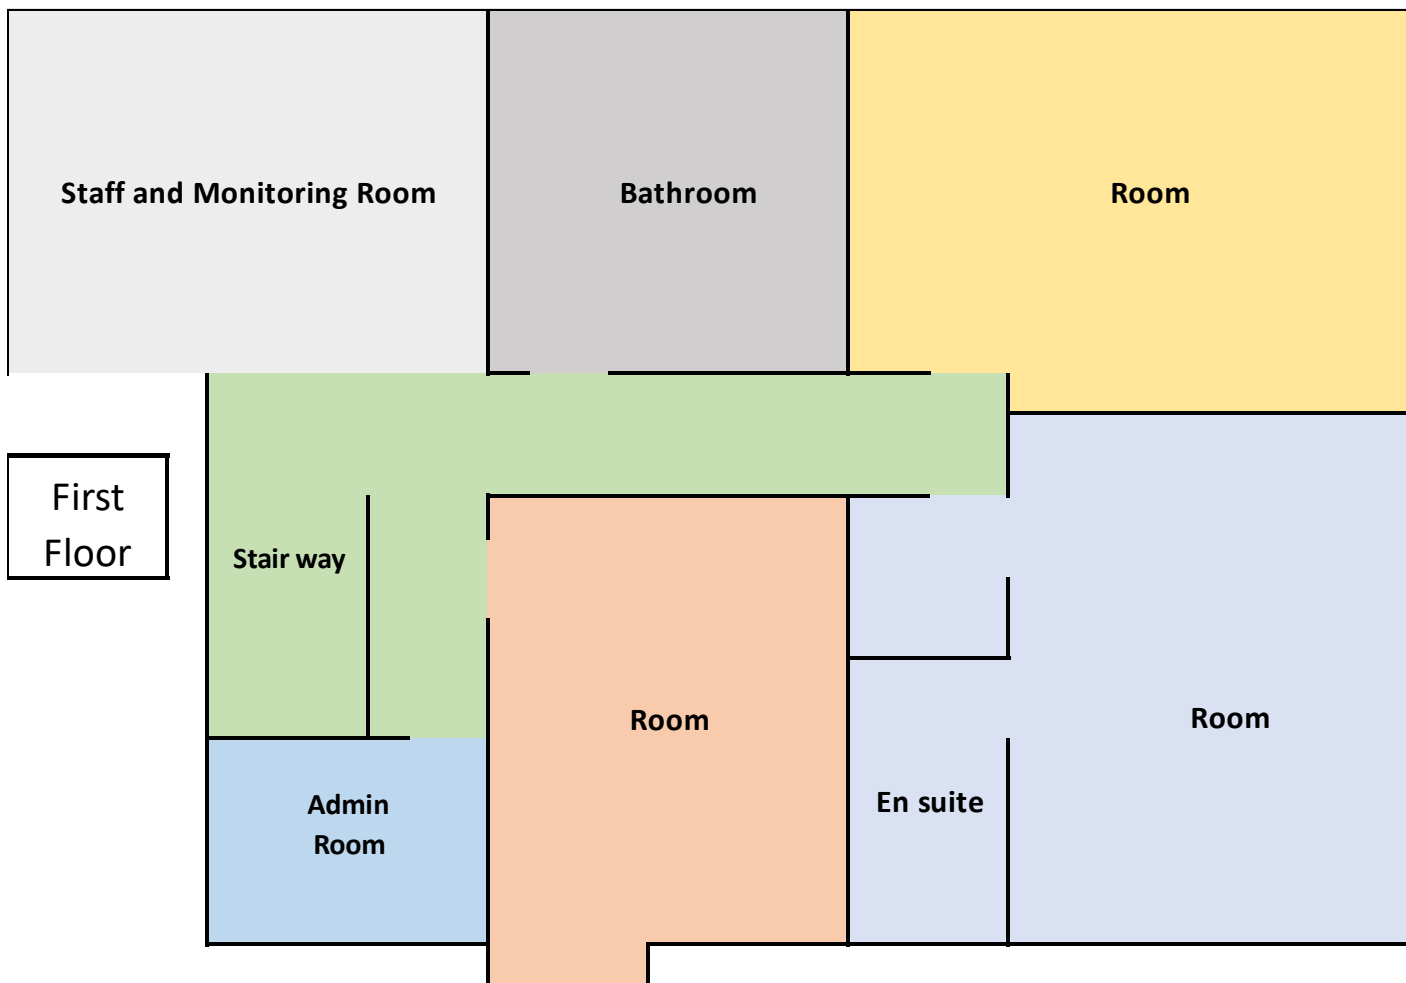 Staff and Monitoring Room
Bathroom
Room
First
Floor
Stair way
Room
Room
Admin
Room
En suite